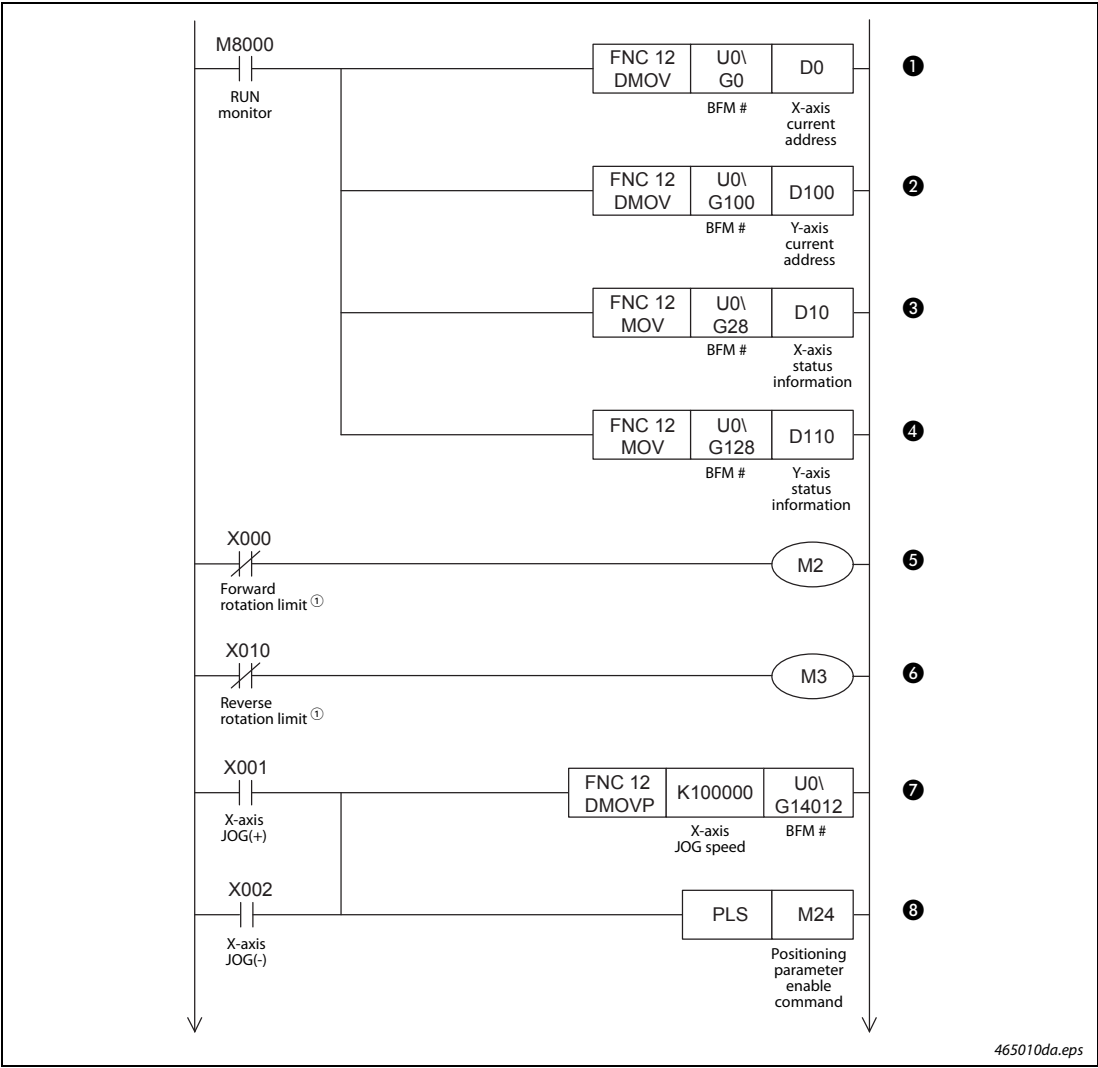 M8000
RUN
monitor
FNC 12
DMOV
U0\
G0
D0
❶
BFM #
X-axis
current
address
FNC 12
DMOV
U0\
G100
D100
❷
BFM #
Y-axis
current
address
FNC 12
MOV
U0\
G28
D10
❸
BFM #
X-axis
status
information
FNC 12
MOV
U0\
G128
D110
❹
BFM #
Y-axis
status
information
X000
Forward
rotation limit ①
M2
❺
X010
Reverse
rotation limit ①
M3
❻
X001
X-axis
JOG(+)
FNC 12
DMOVP
K100000
U0\
G14012
❼
X-axis
JOG speed
BFM #
X002
X-axis
JOG(-)
PLS
M24
❽
Positioning
parameter
enable
command
465010da.eps